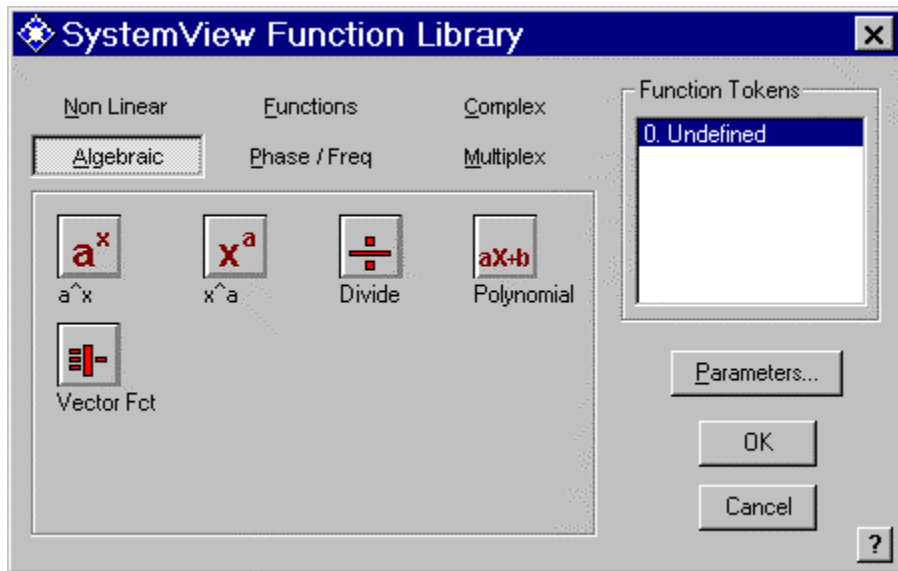 SystemView Function Library
Non Linear
Functions
Complex
Algebraic
Phase / Freq
Multiplex
Function Tokens
0. Undefined
a^x
x^a
aX+b
a^x
x^a
Divide
Polynomial
Vector Fct
Parameters...
OK
Cancel
?